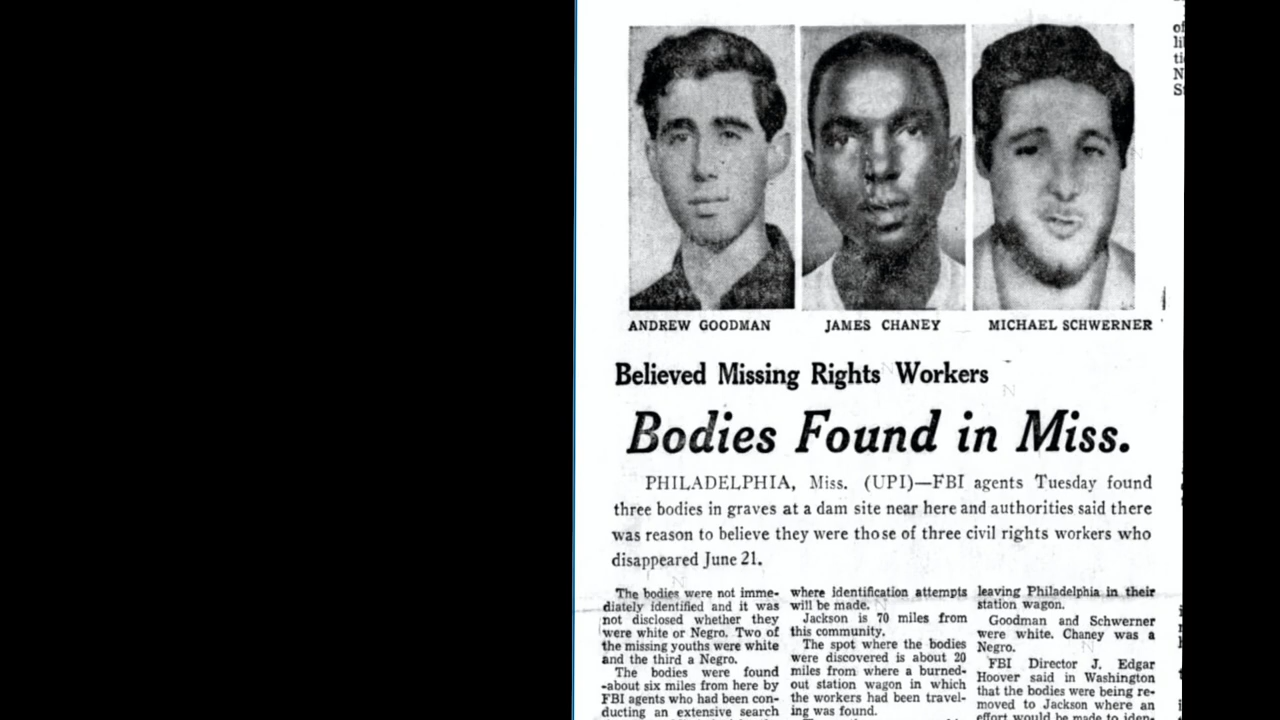 ANDREW GOODMAN
JAMES CHANEY
MICHAEL SCHWERNER
Believed Missing Rights Workers
Bodies Found in Miss.
PHILADELPHIA, Miss. (UPI)—FBI agents Tuesday found
three bodies in graves at a dam site near here and authorities said there
was reason to believe they were those of three civil rights workers who
disappeared June 21.
The bodies were not imme-
diately identified and it was
not disclosed whether they
were white or Negro. Two of
the missing youths were white
and the third a Negro.
The bodies were found
-about six miles from here by
FBI agents who had been con-
ducting an extensive search
where identification attempts
will be made.
Jackson is 70 miles from
this community.
The spot where the bodies
were discovered is about 20
miles from where a burned-
out station wagon in which
the workers had been travel-
ing was found.
leaving Philadelphia in their
station wagon.
Goodman and Schwerner
were white. Chaney was a
Negro.
FBI Director J. Edgar
Hoover said in Washington
that the bodies were being re-
moved to Jackson where an
effort would be made to iden-